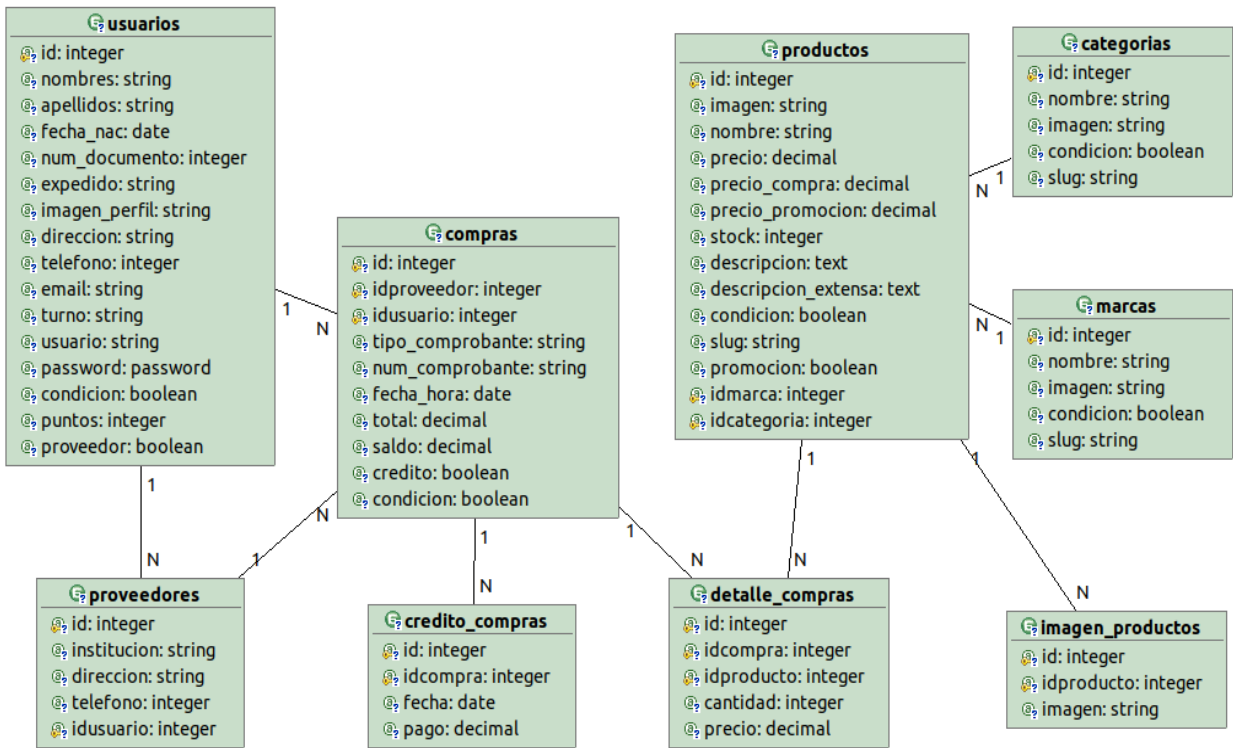 usuarios
id: integer
nombres: string
apellidos: string
fecha_nac: date
num_documento: integer
expedido: string
imagen_perfil: string
direccion: string
telefono: integer
email: string
turno: string
usuario: string
password: password
condicion: boolean
puntos: integer
proveedor: boolean
1
N
1
N
compras
id: integer
idproveedor: integer
idusuario: integer
tipo_comprobante: string
num_comprobante: string
fecha_hora: date
total: decimal
saldo: decimal
credito: boolean
condicion: boolean
N
1
1
N
1
N
productos
id: integer
imagen: string
nombre: string
precio: decimal
precio_compra: decimal
precio_promocion: decimal
stock: integer
descripcion: text
descripcion_extensa: text
condicion: boolean
slug: string
promocion: boolean
idmarca: integer
idcategoria: integer
N
1
N
1
1
N
1
N
categorias
id: integer
nombre: string
imagen: string
condicion: boolean
slug: string
marcas
id: integer
nombre: string
imagen: string
condicion: boolean
slug: string
proveedores
id: integer
institucion: string
direccion: string
telefono: integer
idusuario: integer
credito_compras
id: integer
idcompra: integer
fecha: date
pago: decimal
detalle_compras
id: integer
idcompra: integer
idproducto: integer
cantidad: integer
precio: decimal
imagen_productos
id: integer
idproducto: integer
imagen: string